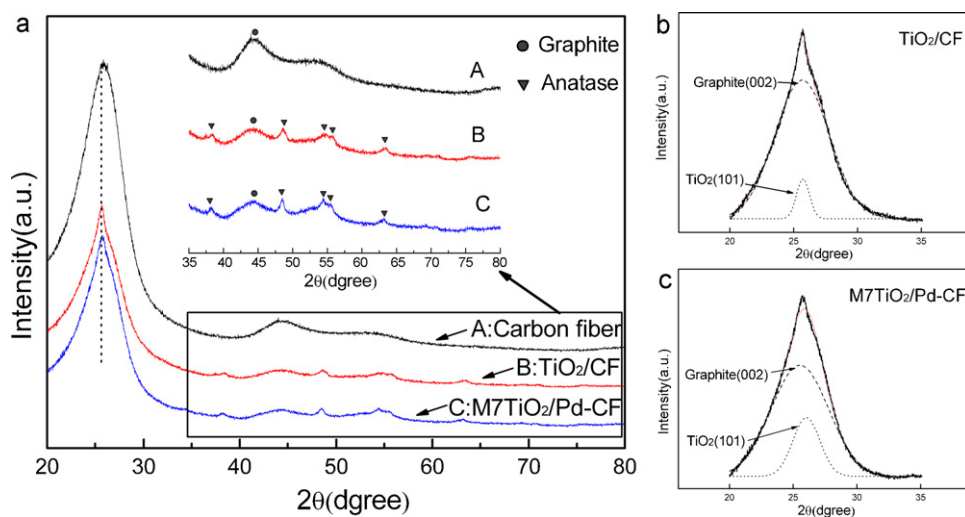 a
Graphite
Anatase
A
B
C
35 40 45 50 55 60 65 70 75 80
2θ(dgree)
Intensity(a.u.)
A:Carbon fiber
B:TiO₂/CF
C:M7TiO₂/Pd-CF
20 30 40 50 60 70 80
2θ(dgree)
b
TiO₂/CF
Graphite(002)
TiO₂(101)
Intensity(a.u.)
20 25 30 35
2θ(dgree)
c
M7TiO₂/Pd-CF
Graphite(002)
TiO₂(101)
Intensity(a.u.)
20 25 30 35
2θ(dgree)